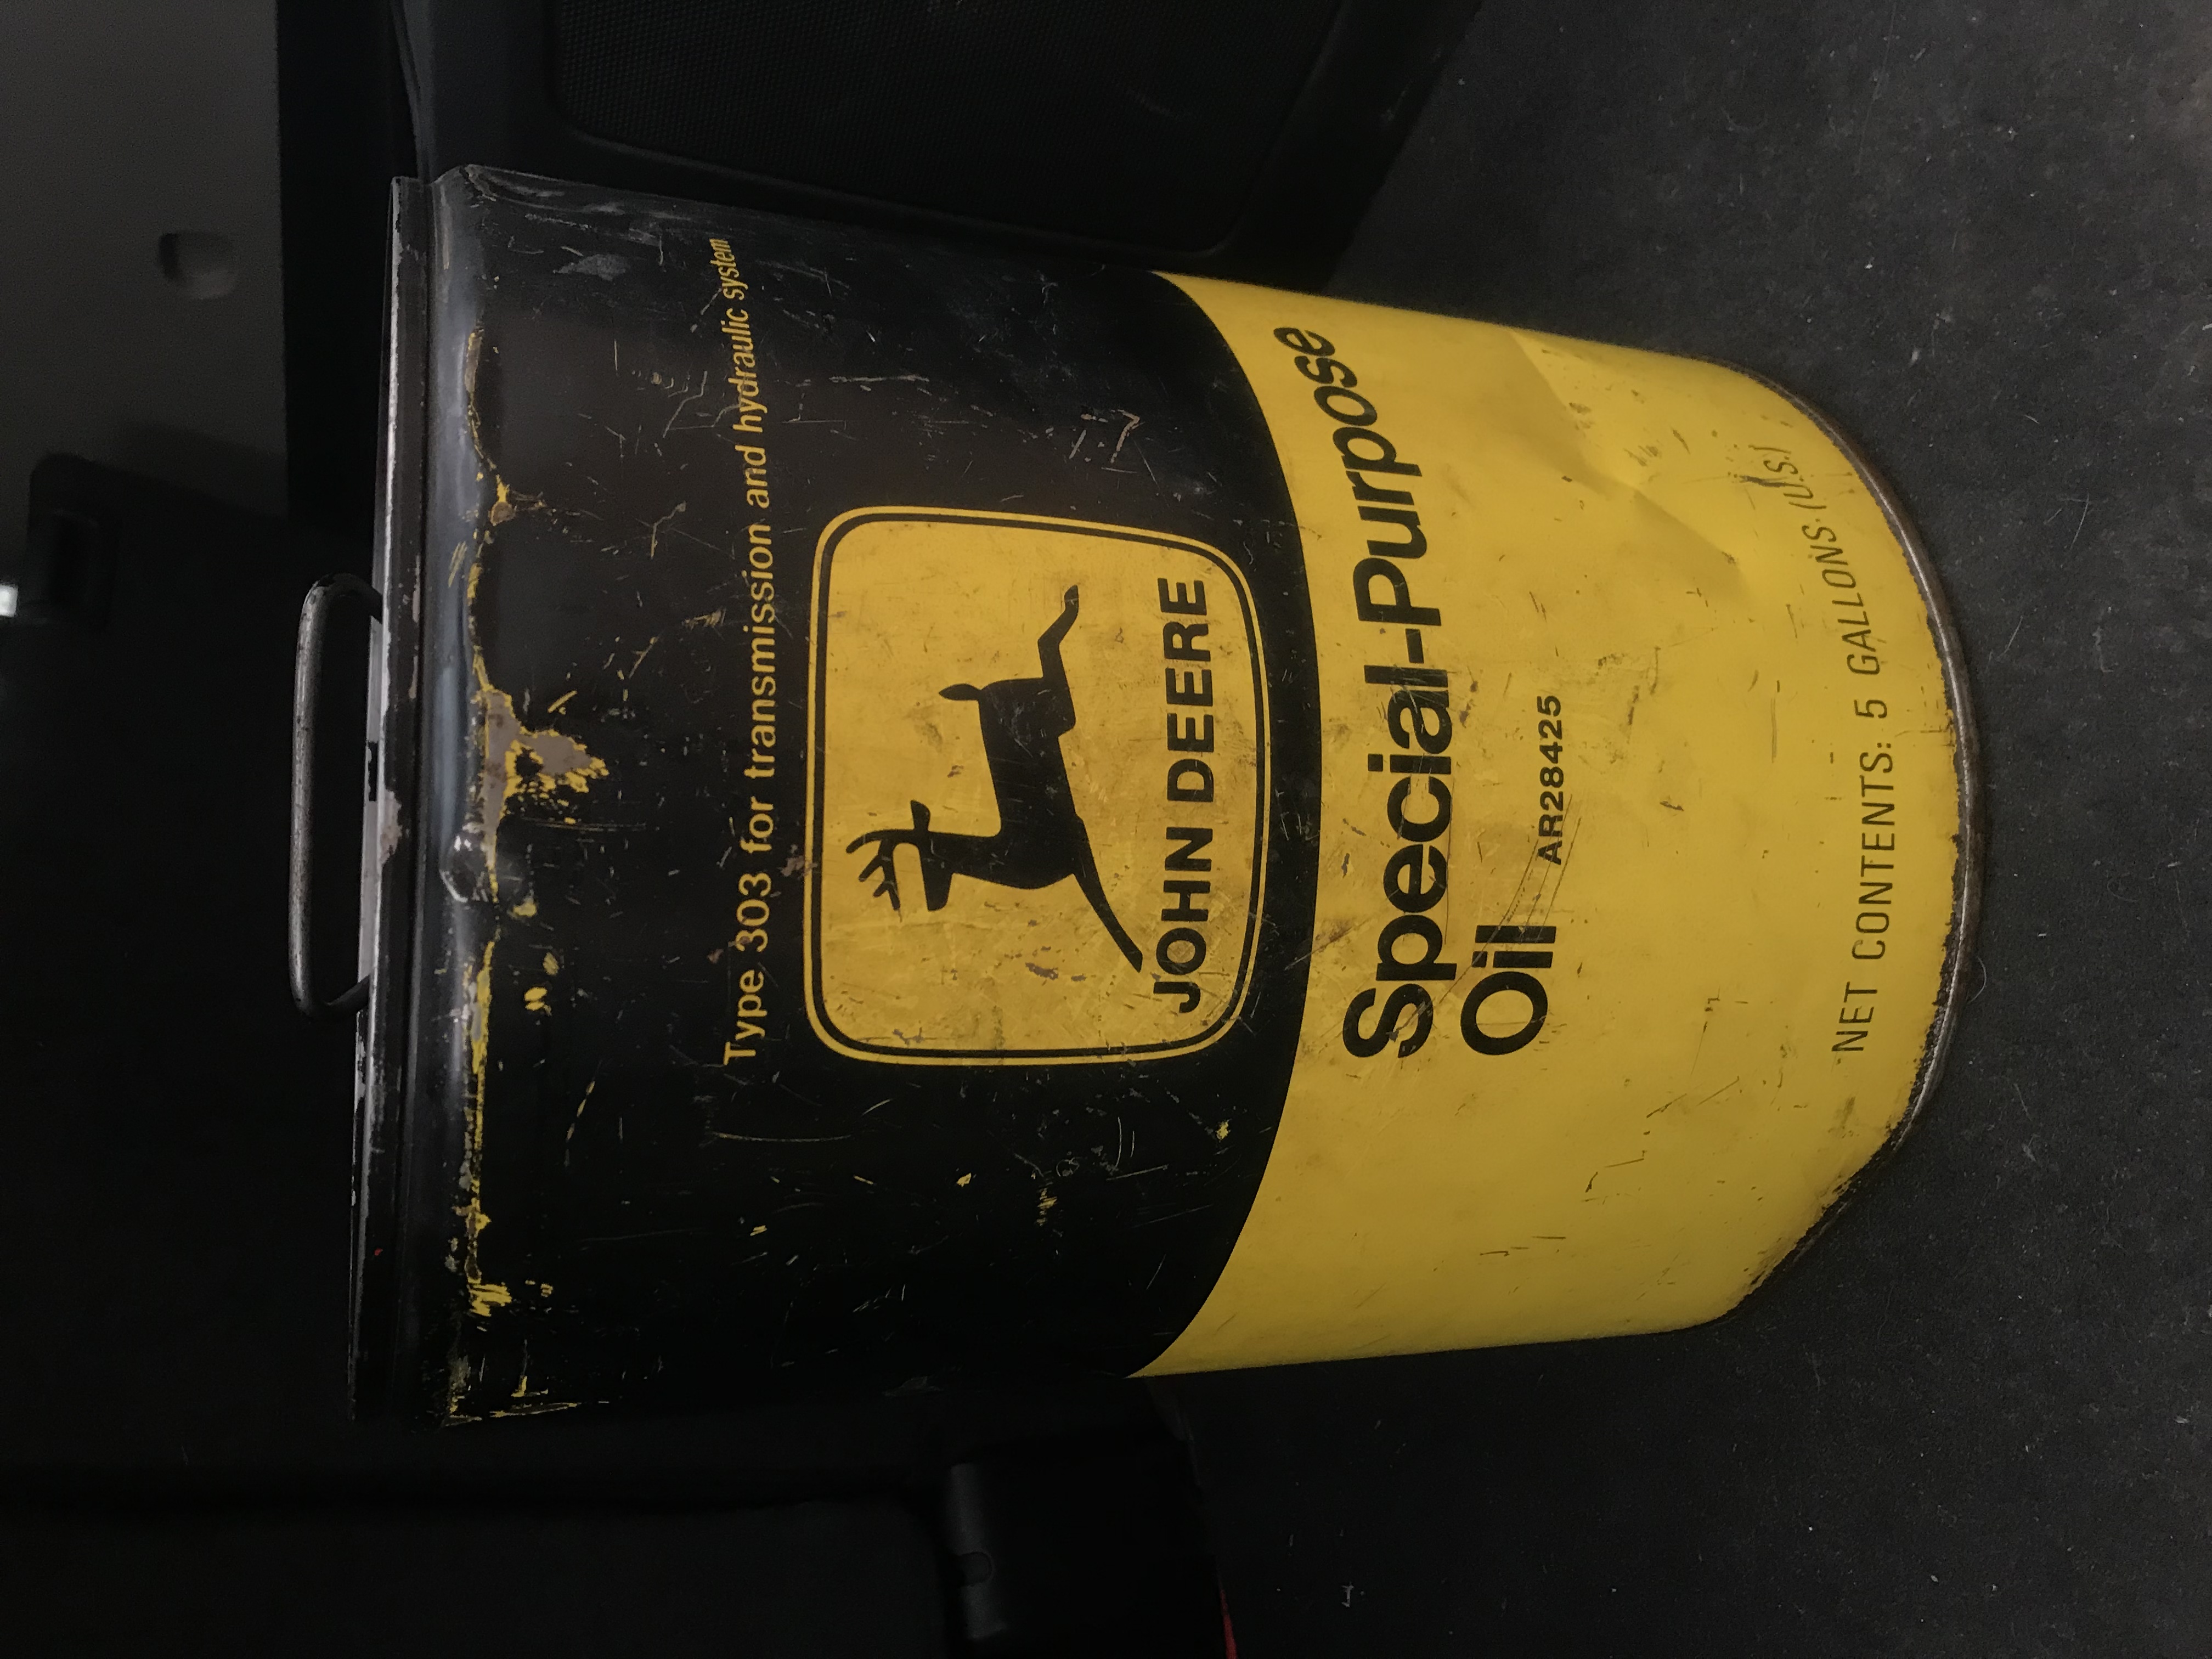 Type 303 for transmission and hydraulic system
JOHN DEERE
Special-Purpose
Oil AR28425
NET CONTENTS: 5 GALLONS (U.S.)